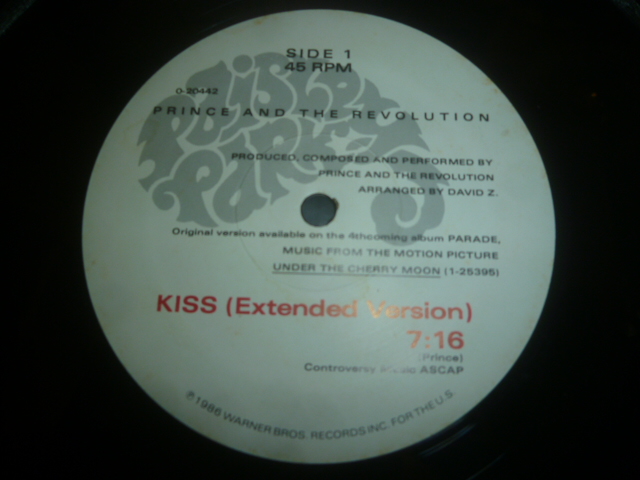 SIDE 1
45 RPM
0-20442
paisley
park
PRINCE AND THE REVOLUTION
PRODUCED, COMPOSED AND PERFORMED BY
PRINCE AND THE REVOLUTION
ARRANGED BY DAVID Z.
Original version available on the 4thcoming album PARADE,
MUSIC FROM THE MOTION PICTURE
UNDER THE CHERRY MOON (1-25395)
KISS (Extended Version)
7:16
(Prince)
Controversy Music ASCAP
℗ 1986 WARNER BROS. RECORDS INC. FOR THE U.S.